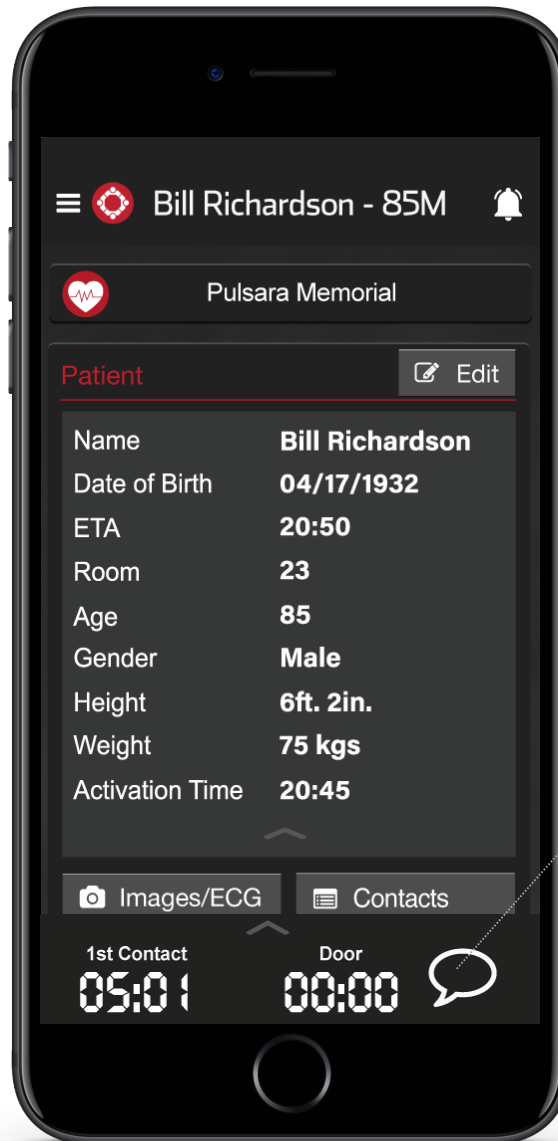 Bill Richardson - 85M
Pulsara Memorial
Patient Edit
Name Bill Richardson
Date of Birth 04/17/1932
ETA 20:50
Room 23
Age 85
Gender Male
Height 6ft. 2in.
Weight 75 kgs
Activation Time 20:45
Images/ECG Contacts
1st Contact Door
05:01 00:00